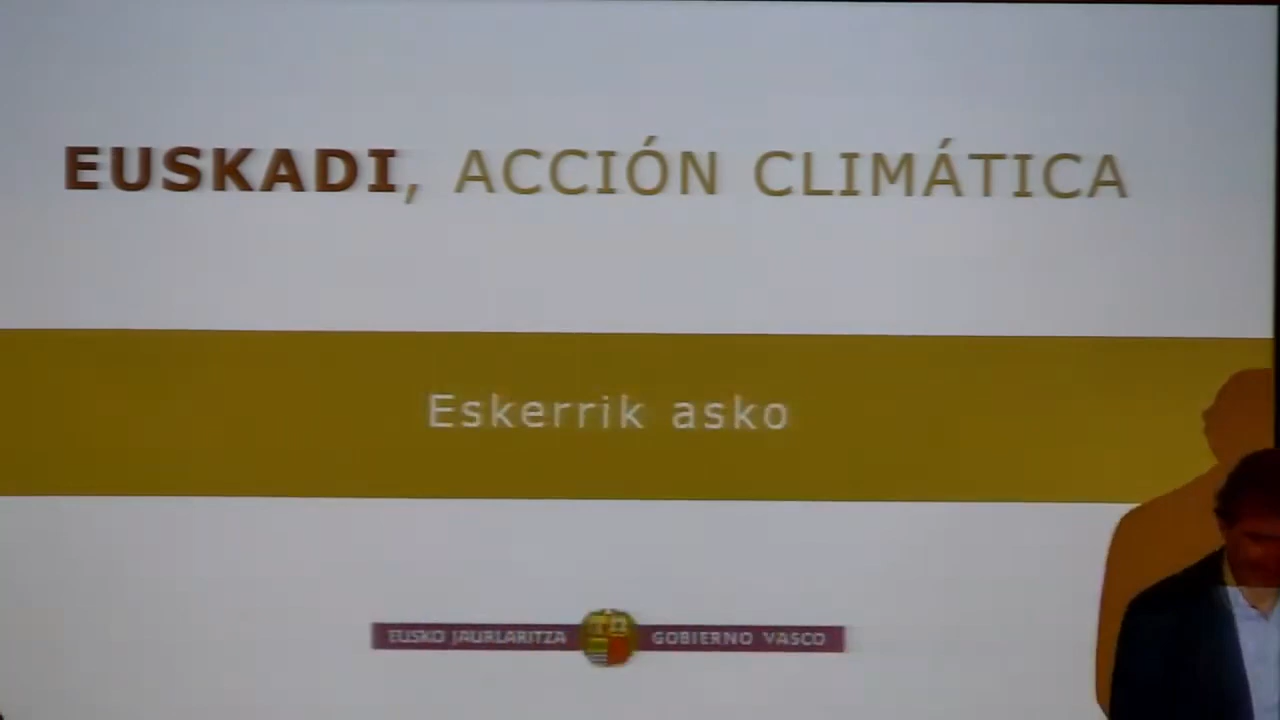 EUSKADI, ACCIÓN CLIMÁTICA
Eskerrik asko
EUSKO JAURLARITZA GOBIERNO VASCO